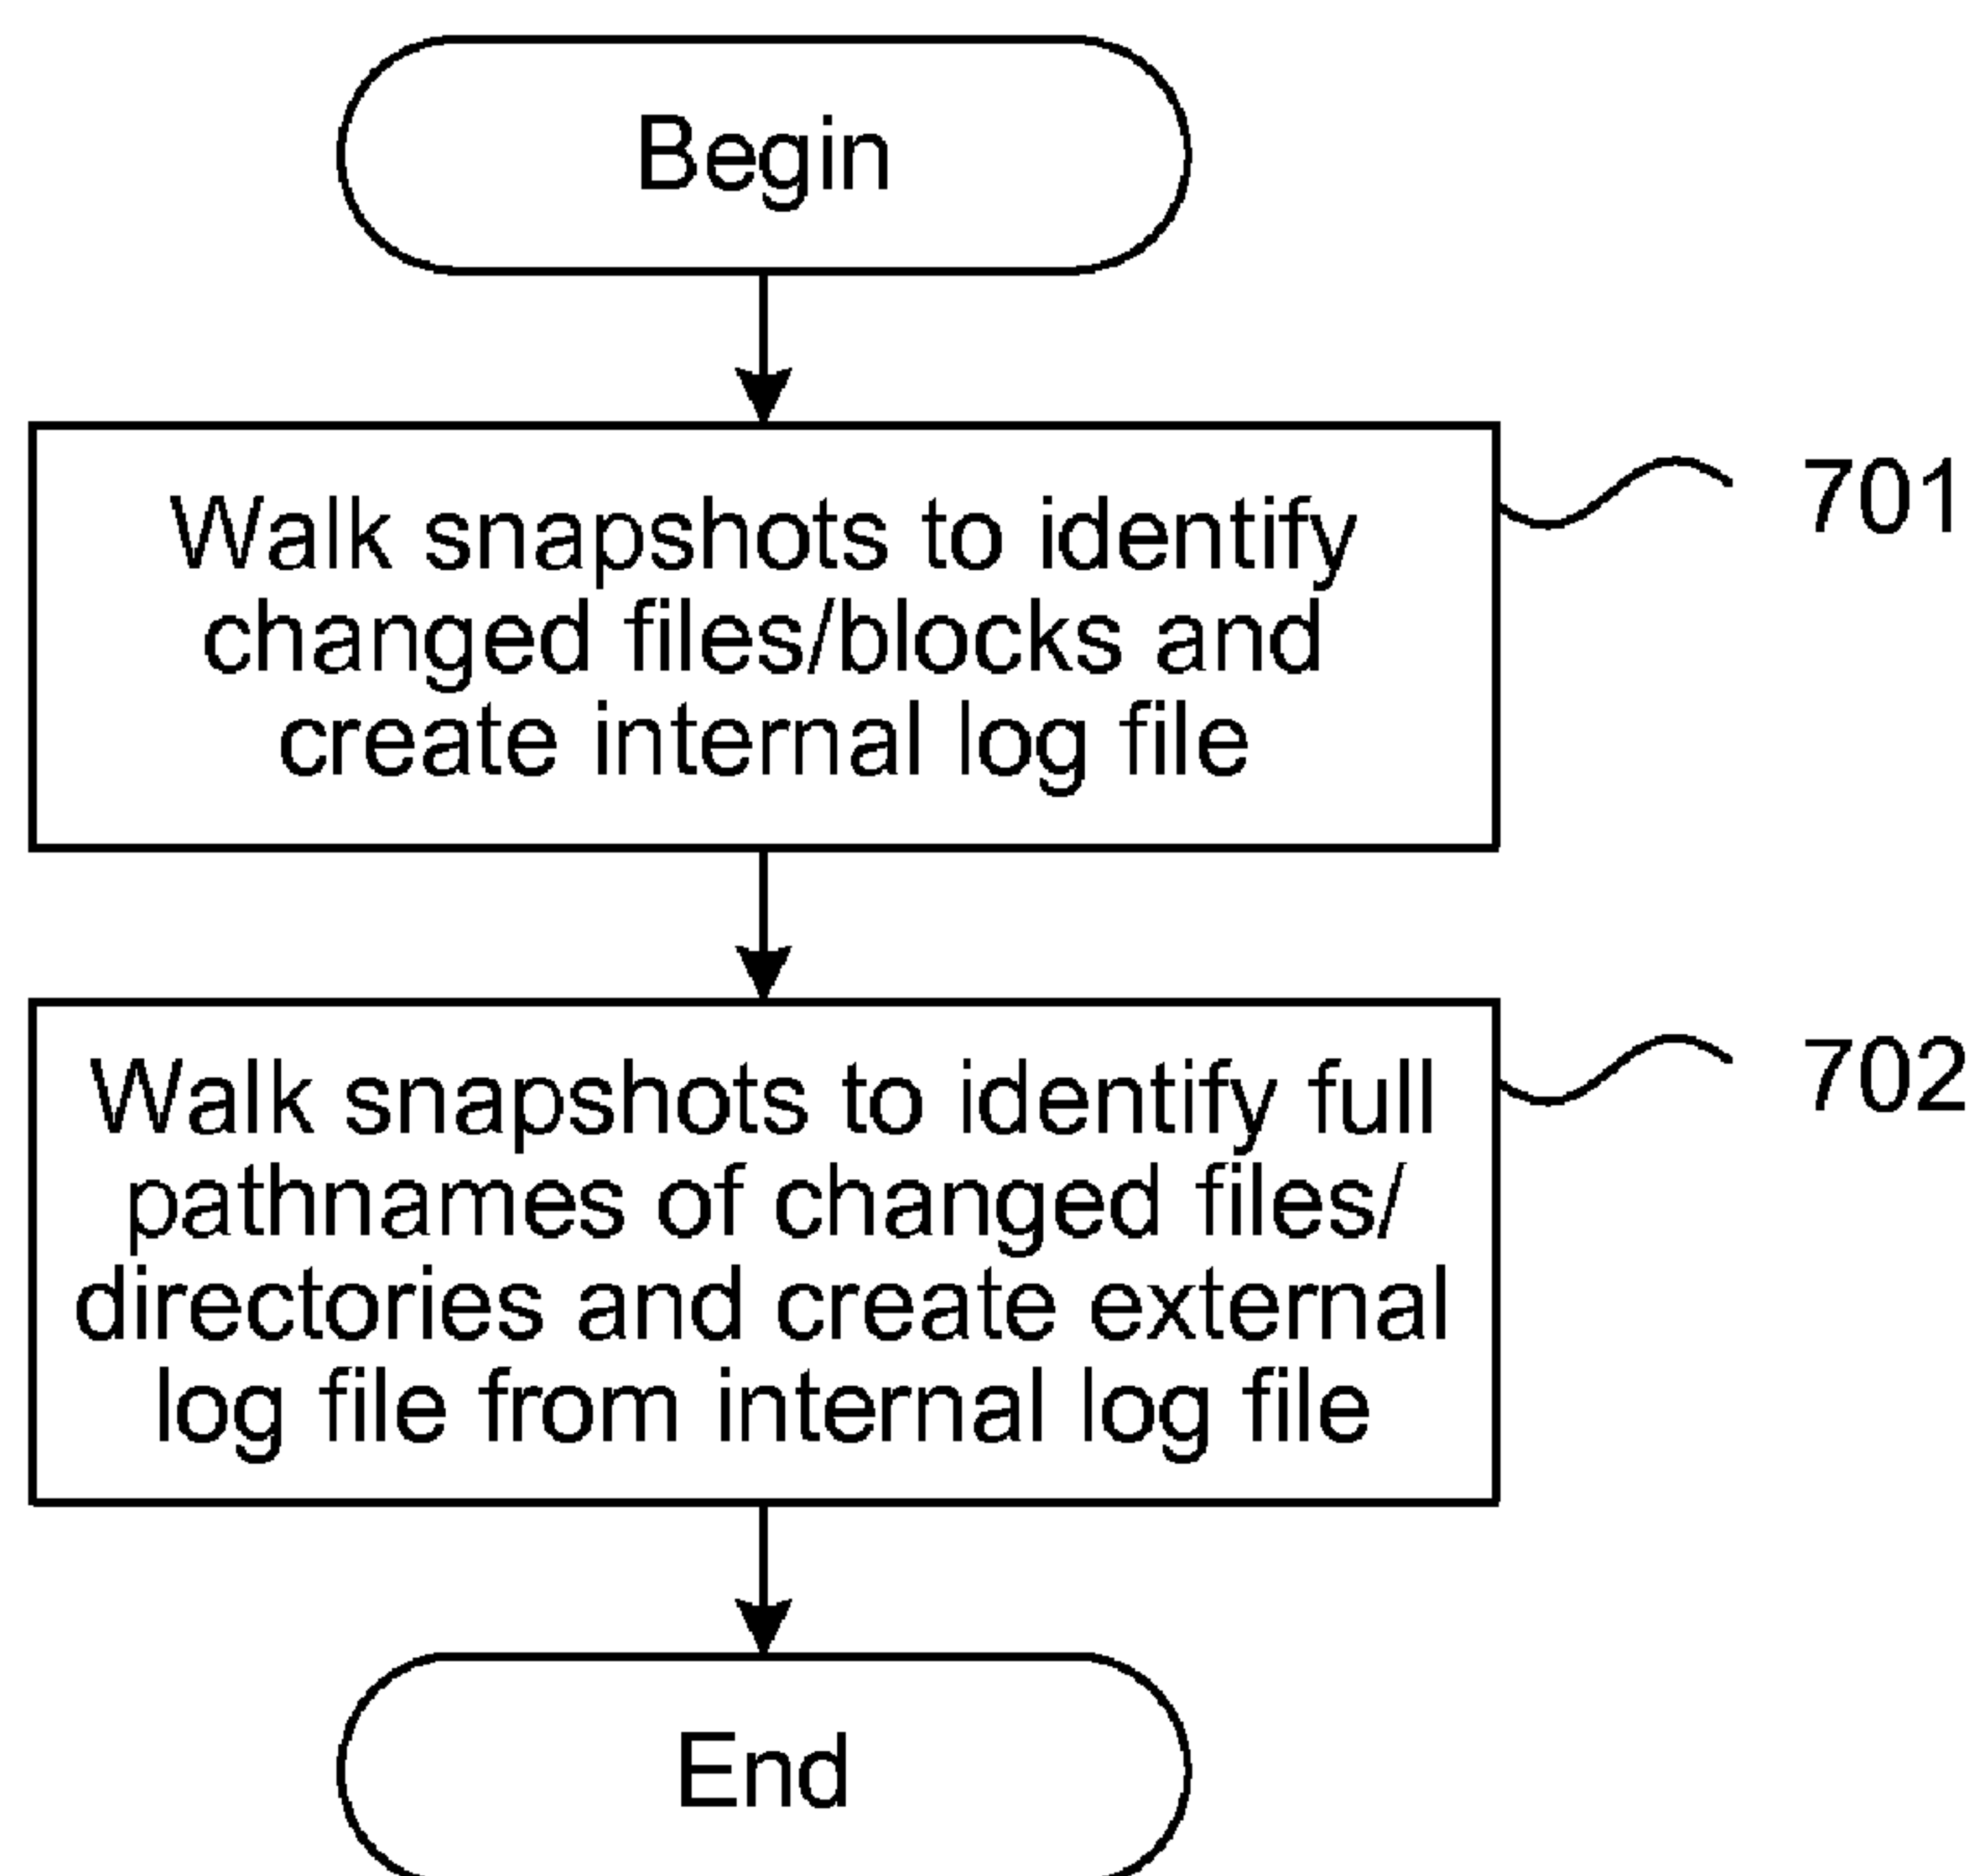 Begin
Walk snapshots to identify
changed files/blocks and
create internal log file
701
Walk snapshots to identify full
pathnames of changed files/
directories and create external
log file from internal log file
702
End